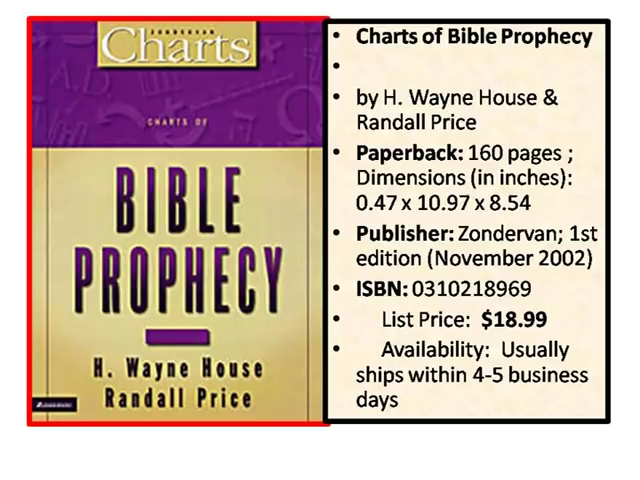 ZONDERVAN
Charts
CHARTS OF
BIBLE
PROPHECY
H. Wayne House
Randall Price
• Charts of Bible Prophecy
•
• by H. Wayne House &
Randall Price
• Paperback: 160 pages ;
Dimensions (in inches):
0.47 x 10.97 x 8.54
• Publisher: Zondervan; 1st
edition (November 2002)
• ISBN: 0310218969
• List Price: $18.99
• Availability: Usually
ships within 4-5 business
days